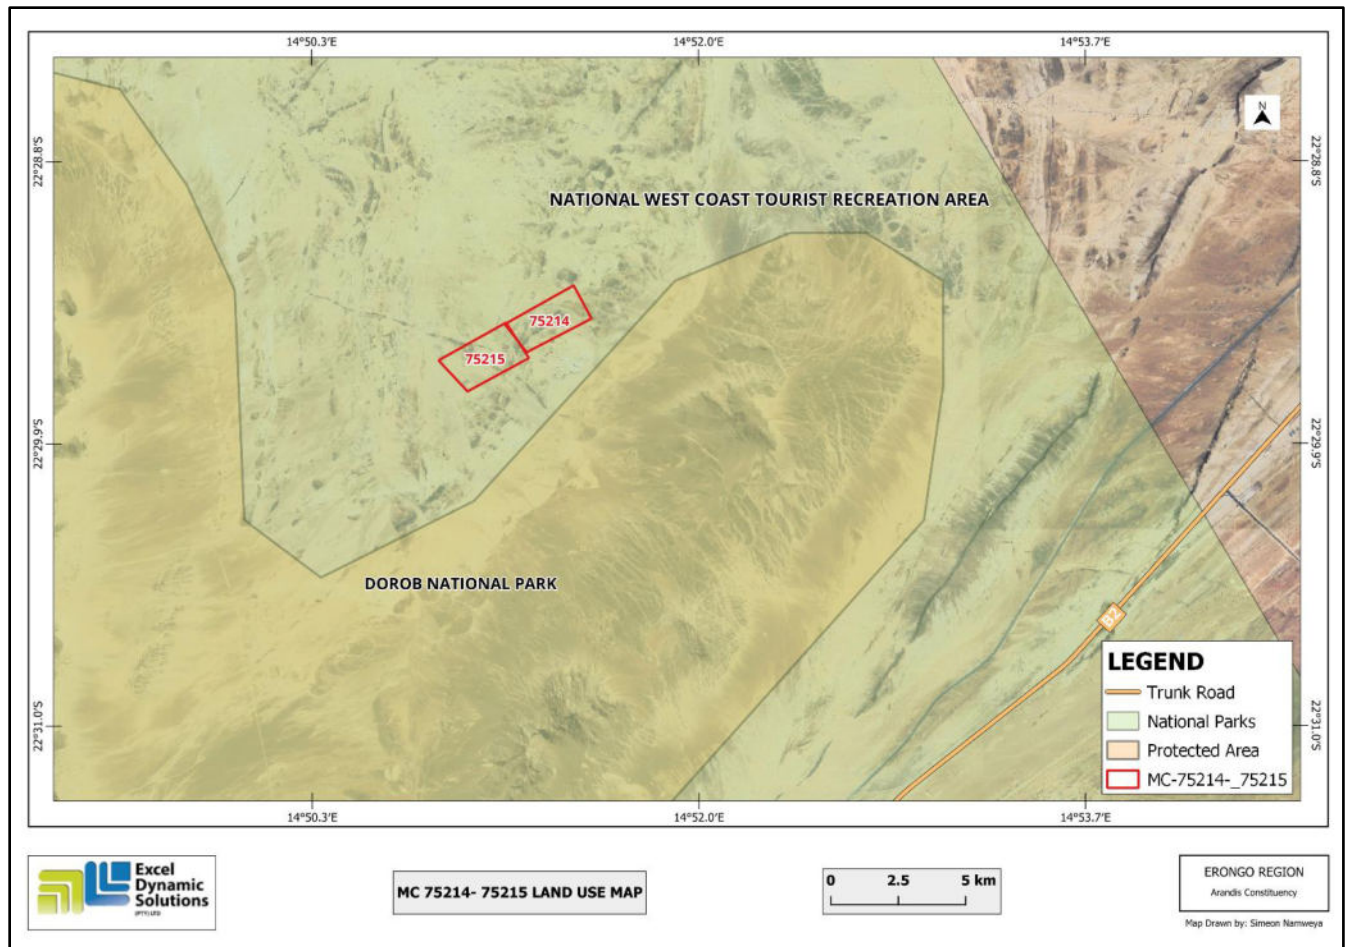 14°50.3'E
14°52.0'E
14°53.7'E
N
22°28.8'S
22°28.8'S
NATIONAL WEST COAST TOURIST RECREATION AREA
75214
75215
22°29.9'S
22°29.9'S
DOROB NATIONAL PARK
B2
LEGEND
Trunk Road
National Parks
Protected Area
MC-75214-_75215
22°31.0'S
22°31.0'S
14°50.3'E
14°52.0'E
14°53.7'E
Excel
Dynamic
Solutions
(PTY) LTD
MC 75214- 75215 LAND USE MAP
0 2.5 5 km
ERONGO REGION
Arandis Constituency
Map Drawn by: Simeon Namweya